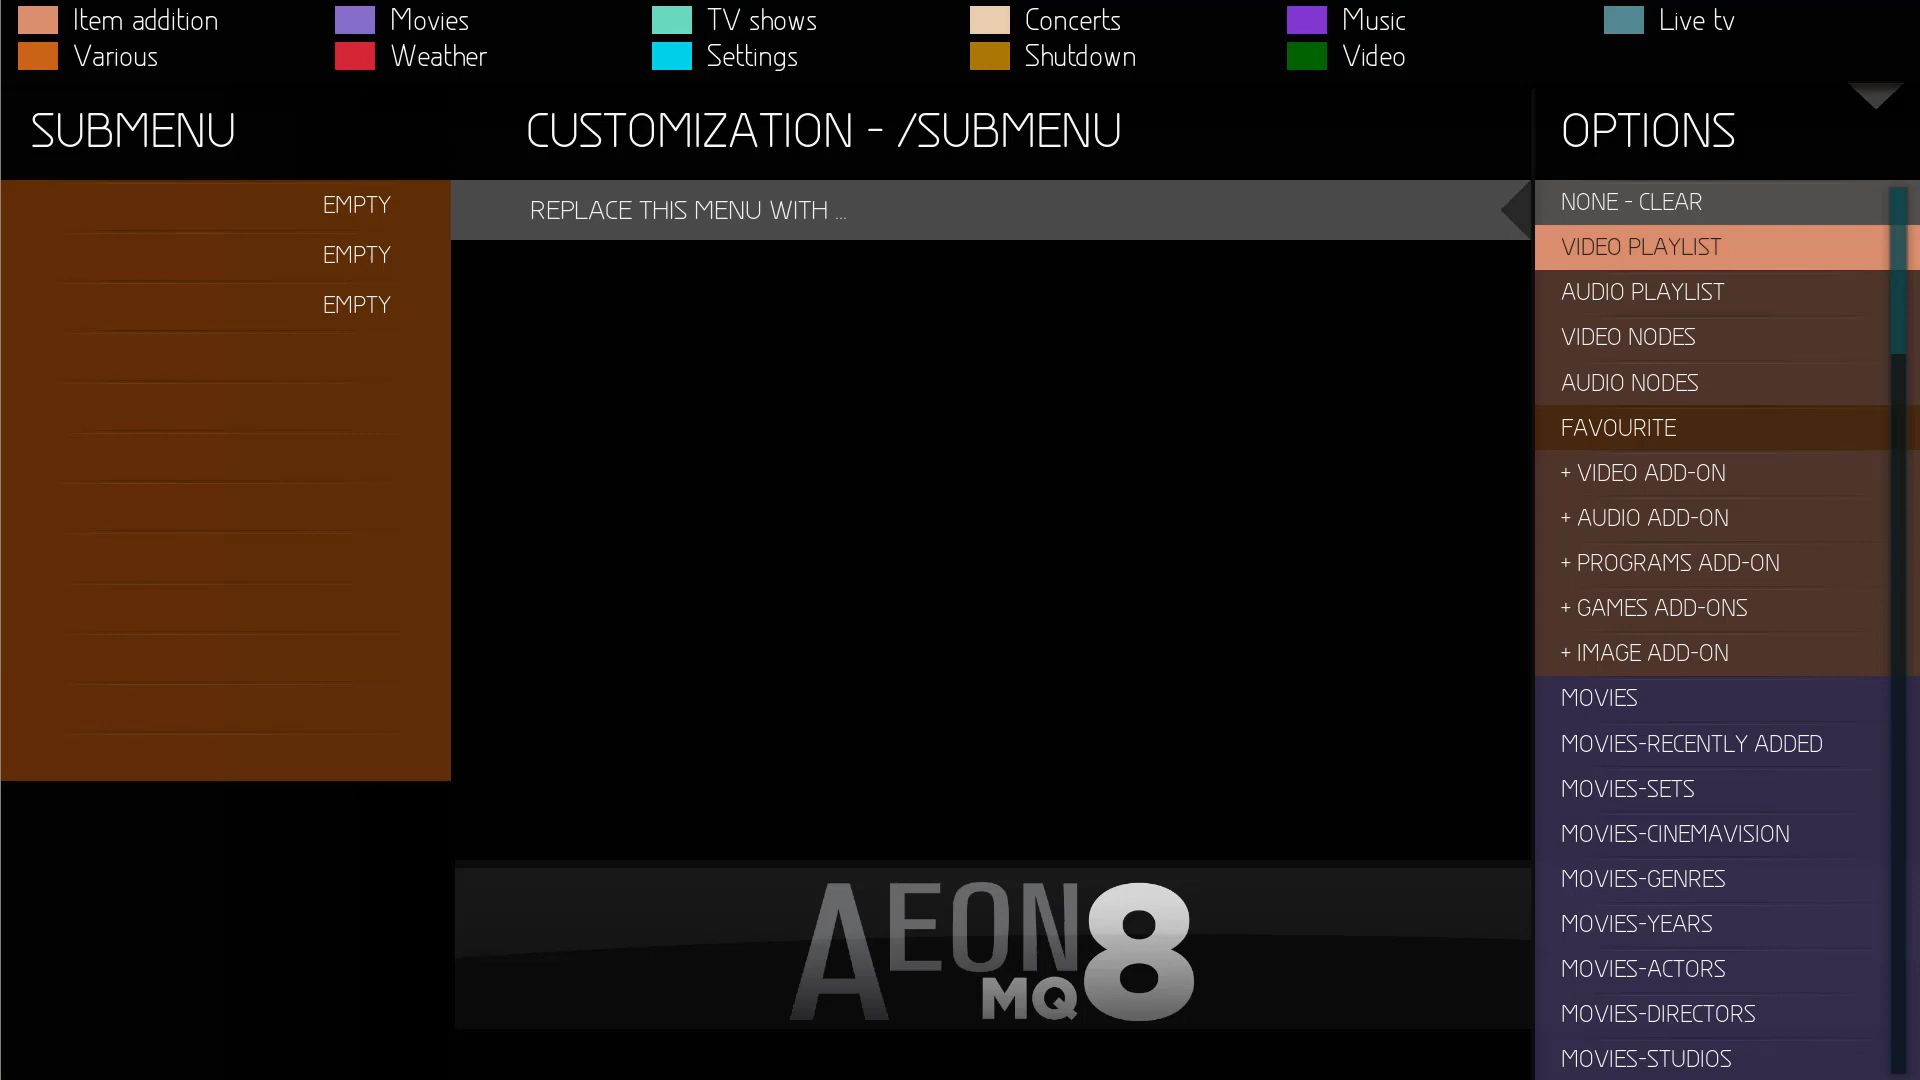 Item addition
Movies
TV shows
Concerts
Music
Live tv
Various
Weather
Settings
Shutdown
Video
SUBMENU
CUSTOMIZATION - /SUBMENU
OPTIONS
EMPTY
EMPTY
EMPTY
REPLACE THIS MENU WITH ...
NONE - CLEAR
VIDEO PLAYLIST
AUDIO PLAYLIST
VIDEO NODES
AUDIO NODES
FAVOURITE
+ VIDEO ADD-ON
+ AUDIO ADD-ON
+ PROGRAMS ADD-ON
+ GAMES ADD-ONS
+ IMAGE ADD-ON
MOVIES
MOVIES-RECENTLY ADDED
MOVIES-SETS
MOVIES-CINEMAVISION
MOVIES-GENRES
MOVIES-YEARS
MOVIES-ACTORS
MOVIES-DIRECTORS
MOVIES-STUDIOS
AEON MQ 8